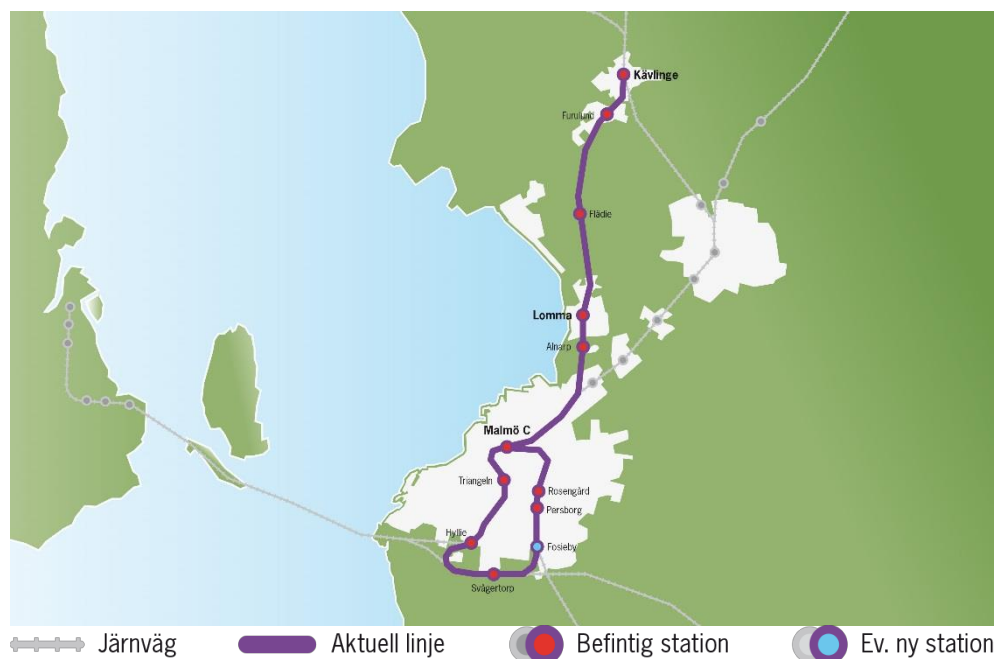 Kävlinge
Furulund
Flädie
Lomma
Alnarp
Malmö C
Triangeln
Rosengård
Persborg
Hyllie
Fosieby
Svågertorp
Järnväg
Aktuell linje
Befintig station
Ev. ny station